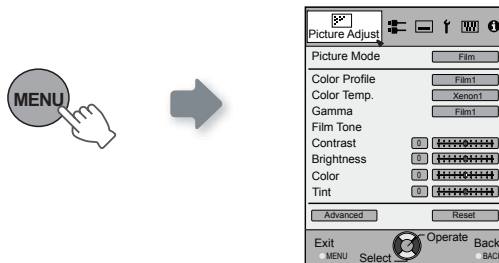 MENU
Picture Adjust
Picture Mode Film
Color Profile Film1
Color Temp. Xenon1
Gamma Film1
Film Tone
Contrast 0
Brightness 0
Color 0
Tint 0
Advanced Reset
Exit Operate Back
MENU Select BACK